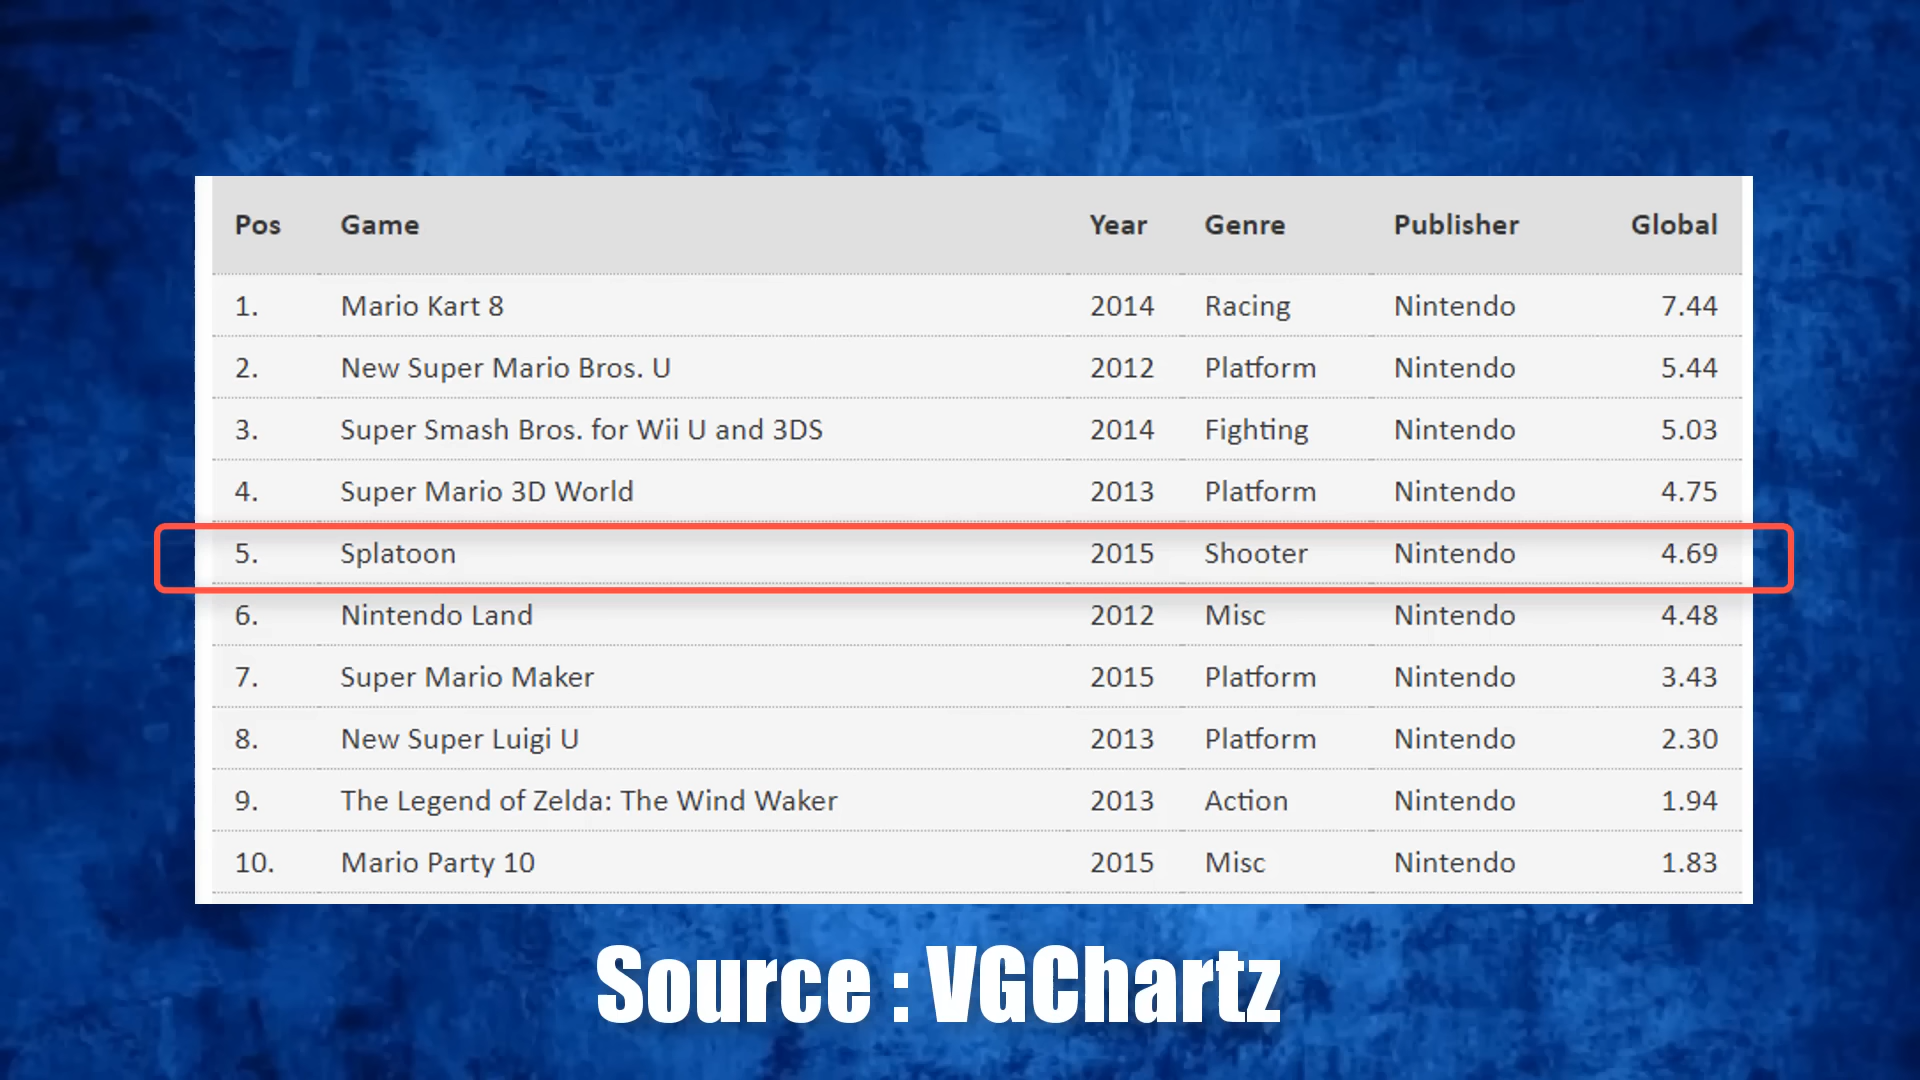 Pos Game Year Genre Publisher Global
1. Mario Kart 8 2014 Racing Nintendo 7.44
2. New Super Mario Bros. U 2012 Platform Nintendo 5.44
3. Super Smash Bros. for Wii U and 3DS 2014 Fighting Nintendo 5.03
4. Super Mario 3D World 2013 Platform Nintendo 4.75
5. Splatoon 2015 Shooter Nintendo 4.69
6. Nintendo Land 2012 Misc Nintendo 4.48
7. Super Mario Maker 2015 Platform Nintendo 3.43
8. New Super Luigi U 2013 Platform Nintendo 2.30
9. The Legend of Zelda: The Wind Waker 2013 Action Nintendo 1.94
10. Mario Party 10 2015 Misc Nintendo 1.83
Source : VGChartz